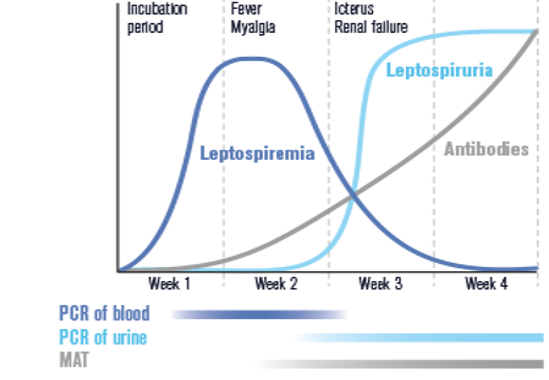 Incubation
period
Fever
Myalgia
Icterus
Renal failure
Leptospiruria
Leptospiremia
Antibodies
Week 1
Week 2
Week 3
Week 4
PCR of blood
PCR of urine
MAT